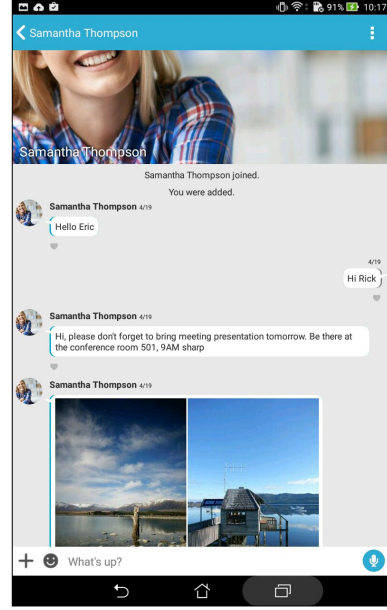 91% 10:17
Samantha Thompson
Samantha Thompson
Samantha Thompson joined.
You were added.
Samantha Thompson 4/19
Hello Eric
4/19
Hi Rick
Samantha Thompson 4/19
Hi, please don't forget to bring meeting presentation tomorrow. Be there at
the conference room 501, 9AM sharp
Samantha Thompson 4/19
What's up?